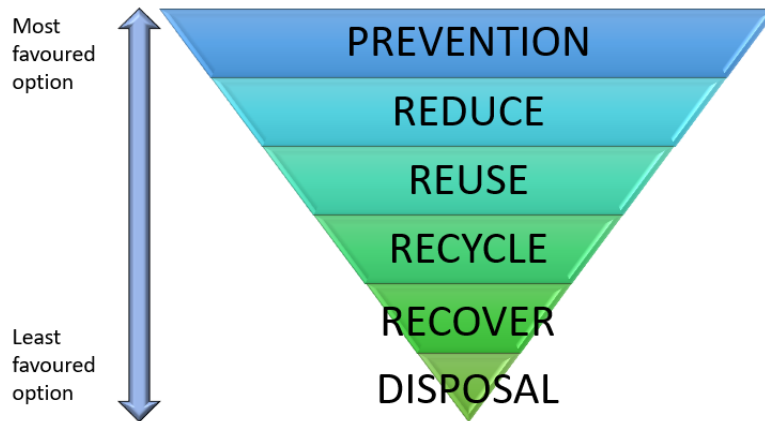 Most
favoured
option
PREVENTION
REDUCE
REUSE
RECYCLE
RECOVER
DISPOSAL
Least
favoured
option